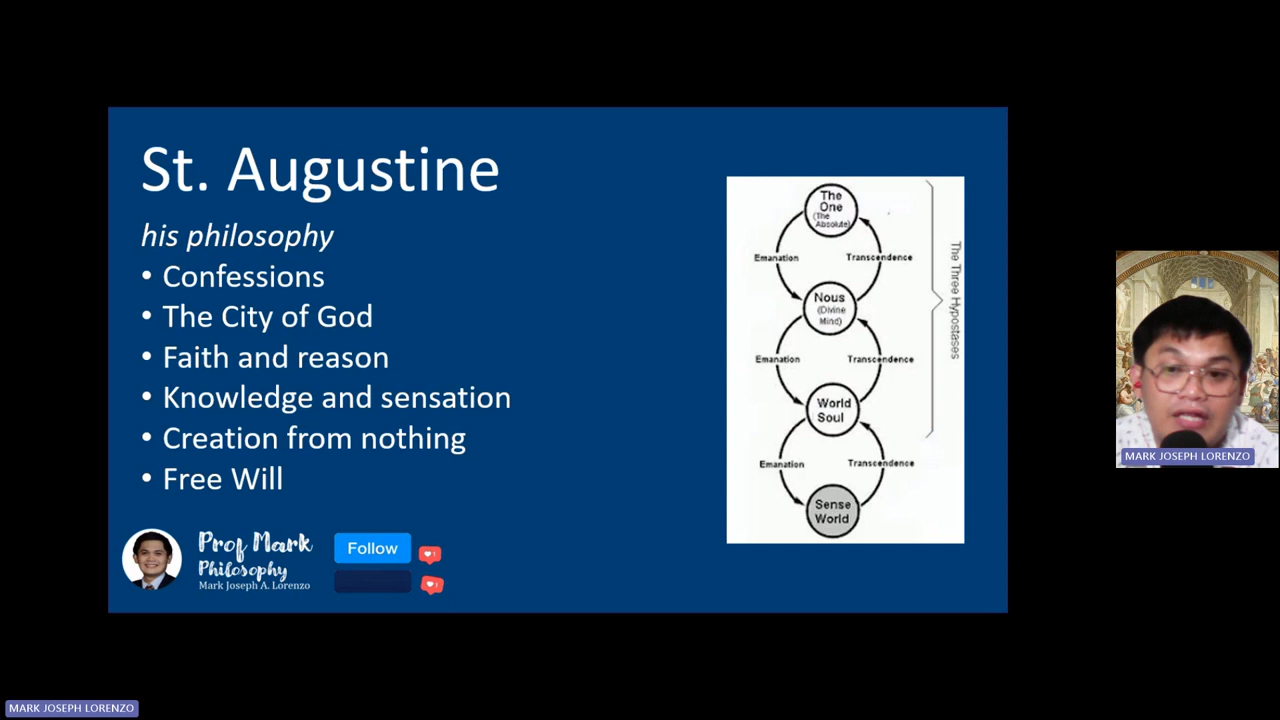 St. Augustine
his philosophy
• Confessions
• The City of God
• Faith and reason
• Knowledge and sensation
• Creation from nothing
• Free Will
The
One
(The
Absolute)
Emanation
Transcendence
Nous
(Divine
Mind)
Emanation
Transcendence
World
Soul
Emanation
Transcendence
Sense
World
The Three Hypostases
Prof Mark
Philosophy
Mark Joseph A. Lorenzo
Follow
MARK JOSEPH LORENZO
MARK JOSEPH LORENZO